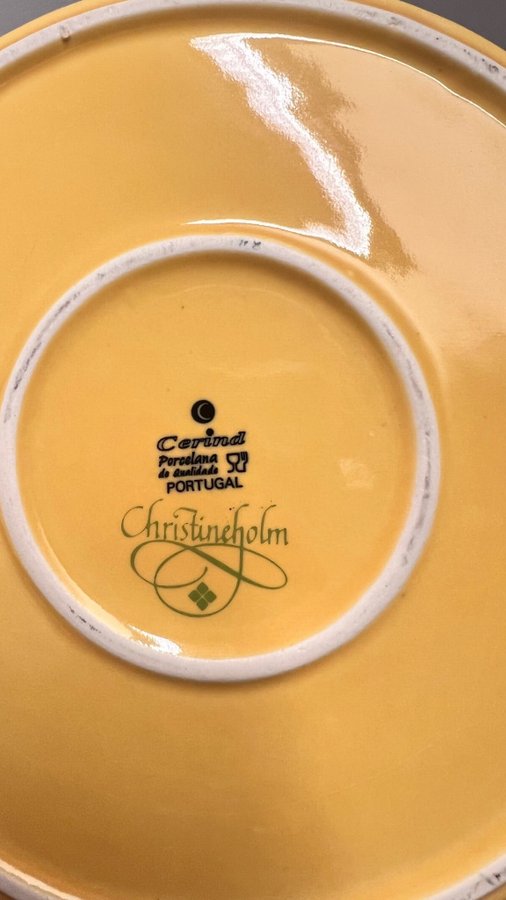 Cerind
Porcelana
de Qualidade
PORTUGAL
Christineholm